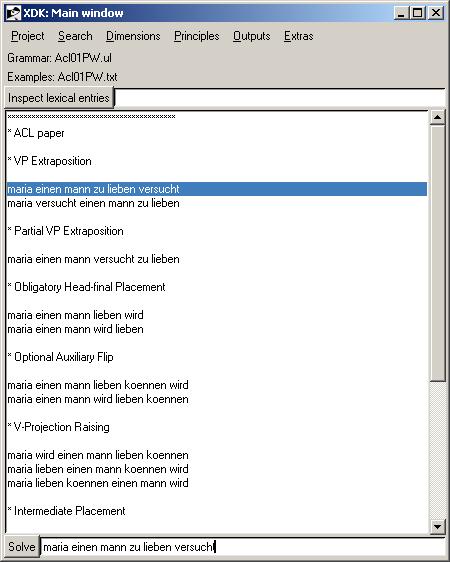 XDK: Main window
Project Search Dimensions Principles Outputs Extras
Grammar: Acl01PW.ul
Examples: Acl01PW.txt
Inspect lexical entries
* ACL paper
* VP Extraposition
maria einen mann zu lieben versucht
maria versucht einen mann zu lieben
* Partial VP Extraposition
maria einen mann versucht zu lieben
* Obligatory Head-final Placement
maria einen mann lieben wird
maria einen mann wird lieben
* Optional Auxiliary Flip
maria einen mann lieben koennen wird
maria einen mann wird lieben koennen
* V-Projection Raising
maria wird einen mann lieben koennen
maria lieben einen mann koennen wird
maria lieben koennen einen mann wird
* Intermediate Placement
Solve maria einen mann zu lieben versucht